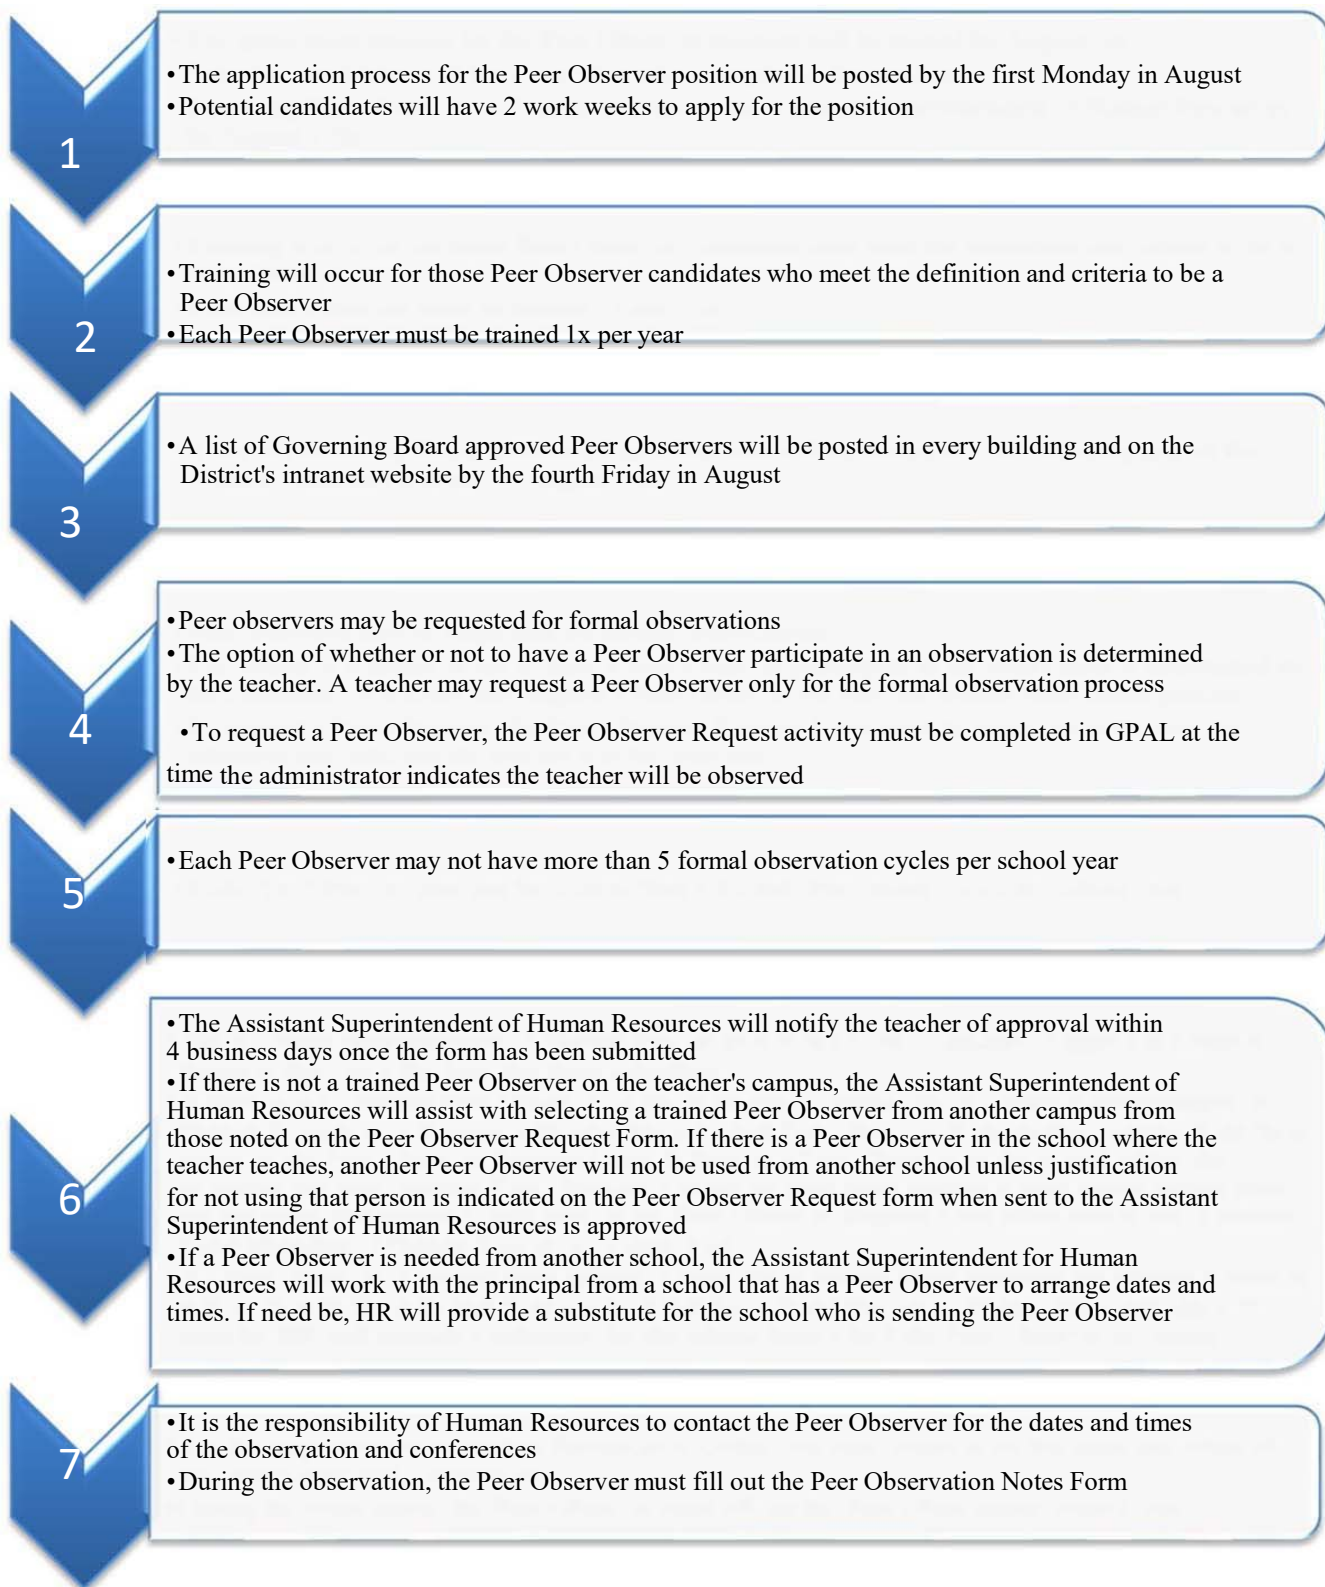 1
•The application process for the Peer Observer position will be posted by the first Monday in August
•Potential candidates will have 2 work weeks to apply for the position
2
•Training will occur for those Peer Observer candidates who meet the definition and criteria to be a
Peer Observer
•Each Peer Observer must be trained 1x per year
3
•A list of Governing Board approved Peer Observers will be posted in every building and on the
District's intranet website by the fourth Friday in August
4
•Peer observers may be requested for formal observations
•The option of whether or not to have a Peer Observer participate in an observation is determined
by the teacher. A teacher may request a Peer Observer only for the formal observation process
•To request a Peer Observer, the Peer Observer Request activity must be completed in GPAL at the
time the administrator indicates the teacher will be observed
5
•Each Peer Observer may not have more than 5 formal observation cycles per school year
6
•The Assistant Superintendent of Human Resources will notify the teacher of approval within
4 business days once the form has been submitted
•If there is not a trained Peer Observer on the teacher's campus, the Assistant Superintendent of
Human Resources will assist with selecting a trained Peer Observer from another campus from
those noted on the Peer Observer Request Form. If there is a Peer Observer in the school where the
teacher teaches, another Peer Observer will not be used from another school unless justification
for not using that person is indicated on the Peer Observer Request form when sent to the Assistant
Superintendent of Human Resources is approved
•If a Peer Observer is needed from another school, the Assistant Superintendent for Human
Resources will work with the principal from a school that has a Peer Observer to arrange dates and
times. If need be, HR will provide a substitute for the school who is sending the Peer Observer
7
•It is the responsibility of Human Resources to contact the Peer Observer for the dates and times
of the observation and conferences
•During the observation, the Peer Observer must fill out the Peer Observation Notes Form